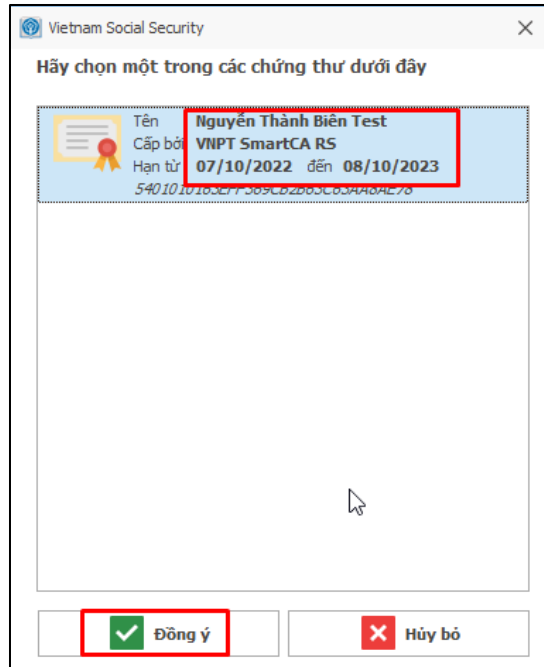 Vietnam Social Security
Hãy chọn một trong các chứng thư dưới đây
Tên Nguyễn Thành Biên Test
Cấp bởi VNPT SmartCA RS
Hạn từ 07/10/2022 đến 08/10/2023
Đồng ý
Hủy bỏ